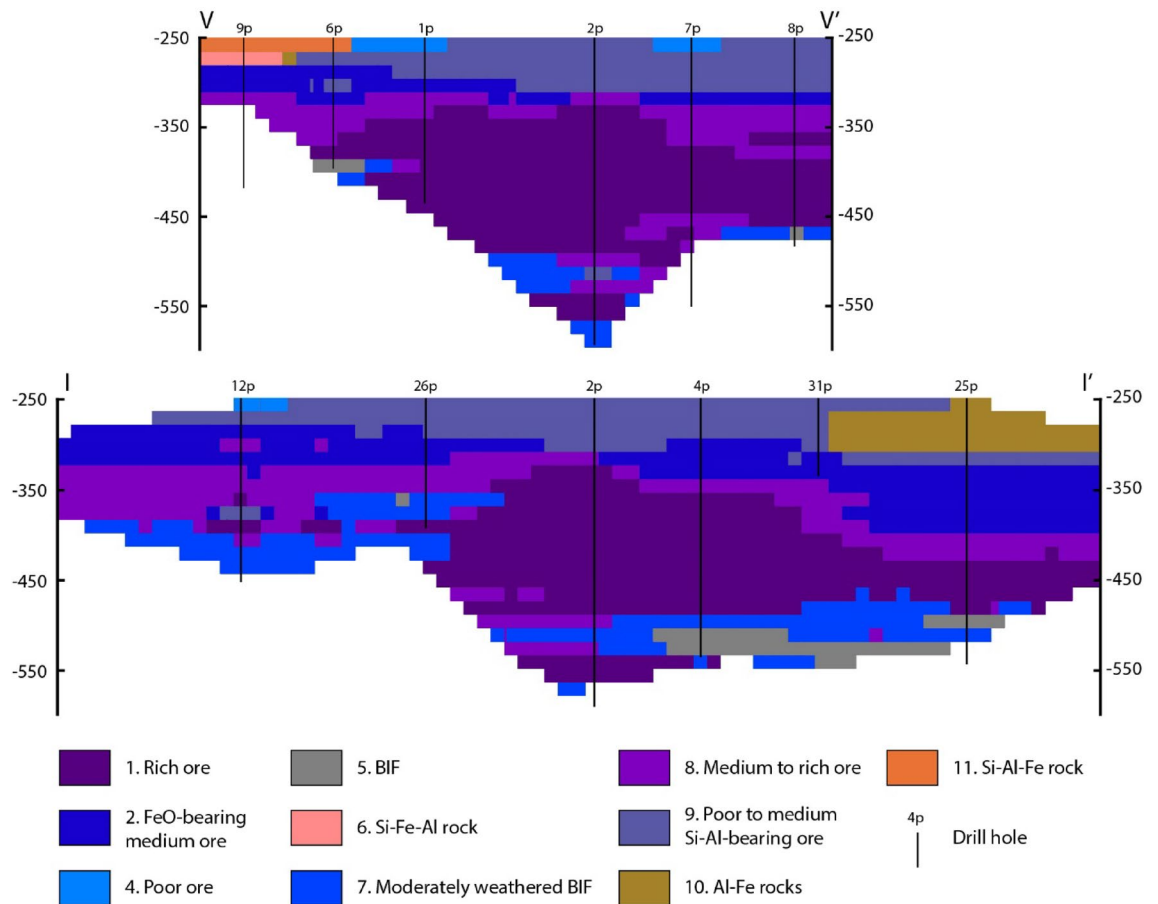 V V’
9p 6p 1p 2p 7p 8p
-250 -250
-350 -350
-450 -450
-550 -550
I I’
12p 26p 2p 4p 31p 25p
-250 -250
-350 -350
-450 -450
-550 -550
1. Rich ore
2. FeO-bearing
medium ore
4. Poor ore
5. BIF
6. Si-Fe-Al rock
7. Moderately weathered BIF
8. Medium to rich ore
9. Poor to medium
Si-Al-bearing ore
10. Al-Fe rocks
11. Si-Al-Fe rock
4p
Drill hole